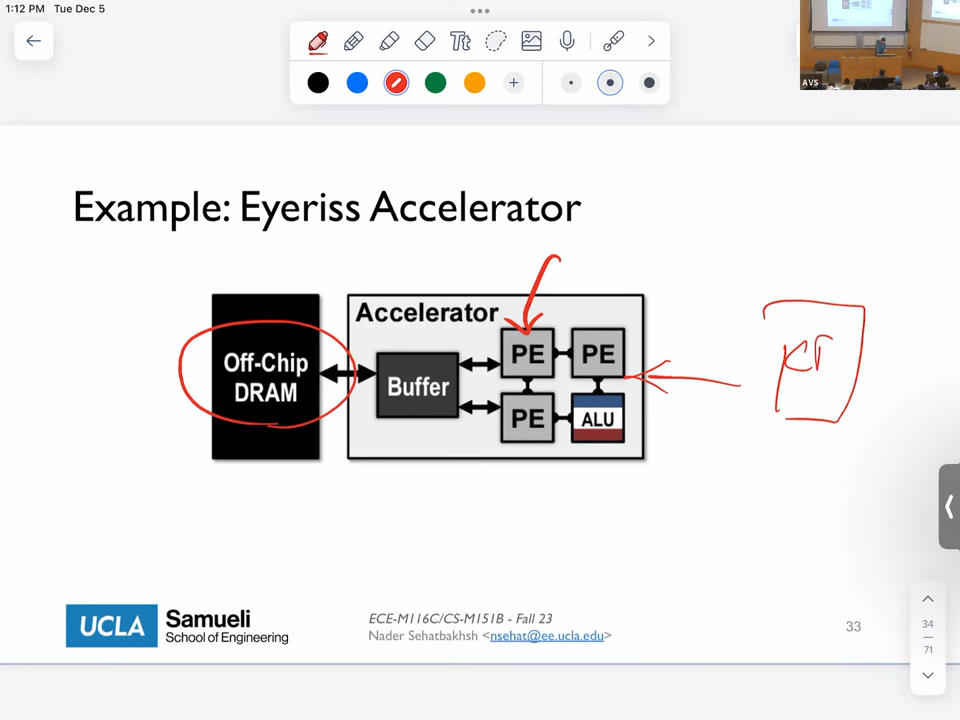 1:12 PM Tue Dec 5
Tt
AVS
Example: Eyeriss Accelerator
Off-Chip
DRAM
Accelerator
Buffer
PE
PE
PE
ALU
UCLA
Samueli
School of Engineering
ECE-M116C/CS-M151B - Fall 23
Nader Sehatbakhsh <nsehat@ee.ucla.edu>
33
34
71